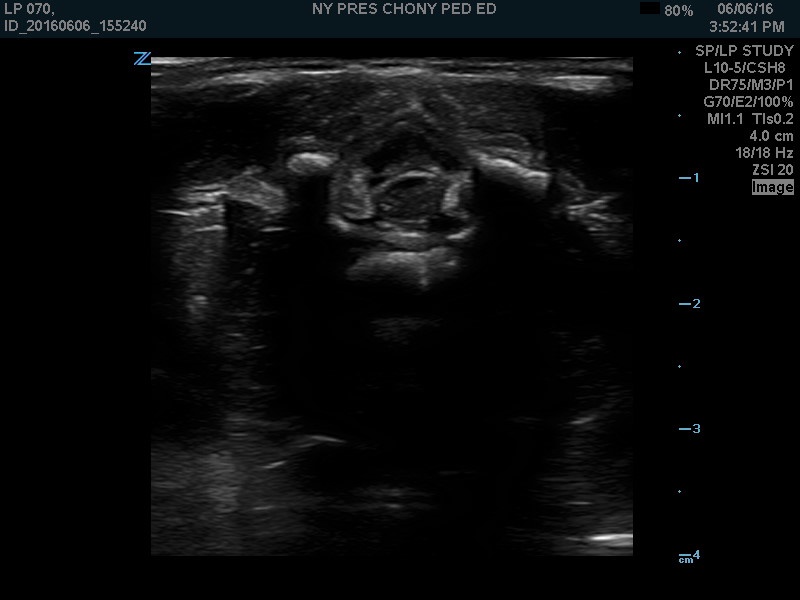 LP 070,
NY PRES CHONY PED ED
80%
06/06/16
ID_20160606_155240
3:52:41 PM
Z
SP/LP STUDY
L10-5/CSH8
DR75/M3/P1
G70/E2/100%
MI1.1 TIs0.2
4.0 cm
18/18 Hz
ZSI 20
Image
1
2
3
4
cm